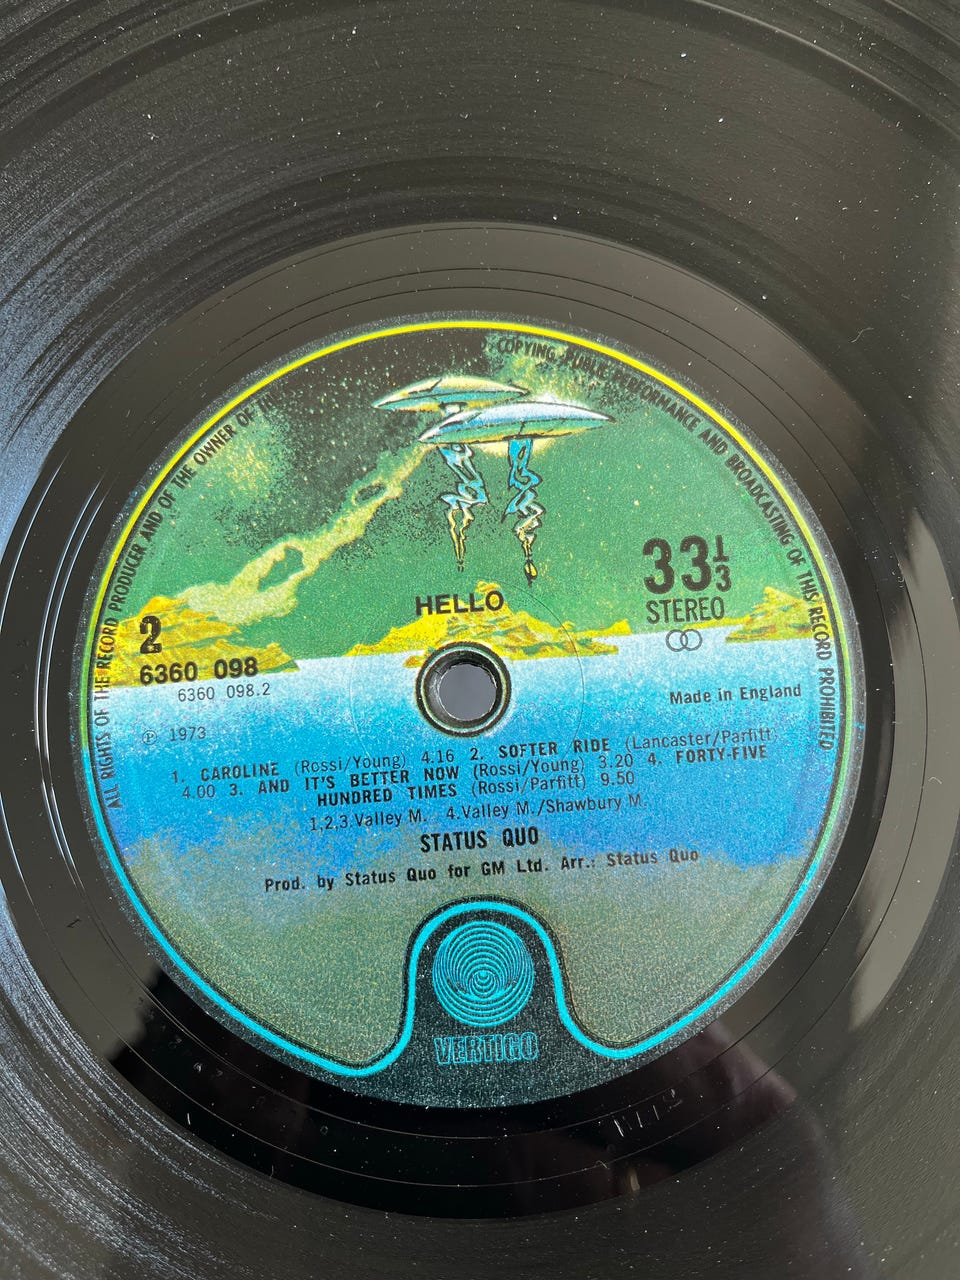 ALL RIGHTS OF THE RECORD PRODUCER AND OF THE OWNER OF THE
COPYING, PUBLIC PERFORMANCE AND BROADCASTING OF THIS RECORD PROHIBITED
33 1/3
STEREO
HELLO
2
6360 098
6360 098.2
Made in England
Ⓟ 1973
1. CAROLINE (Rossi/Young) 4.16 2. SOFTER RIDE (Lancaster/Parfitt)
4.00 3. AND IT'S BETTER NOW (Rossi/Young) 3.20 4. FORTY-FIVE
HUNDRED TIMES (Rossi/Parfitt) 9.50
1,2,3.Valley M. 4.Valley M./Shawbury M.
STATUS QUO
Prod. by Status Quo for GM Ltd. Arr.: Status Quo
VERTIGO